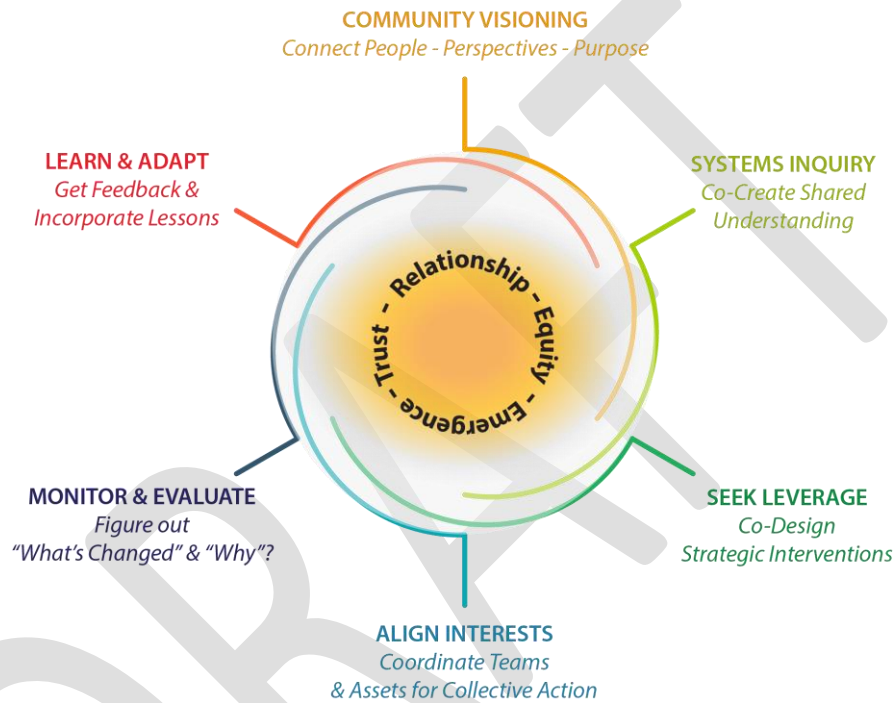 COMMUNITY VISIONING
Connect People - Perspectives - Purpose
SYSTEMS INQUIRY
Co-Create Shared
Understanding
SEEK LEVERAGE
Co-Design
Strategic Interventions
ALIGN INTERESTS
Coordinate Teams
& Assets for Collective Action
MONITOR & EVALUATE
Figure out
"What's Changed" & "Why"?
LEARN & ADAPT
Get Feedback &
Incorporate Lessons
Relationship - Equity - Emergence - Trust -
DRAFT